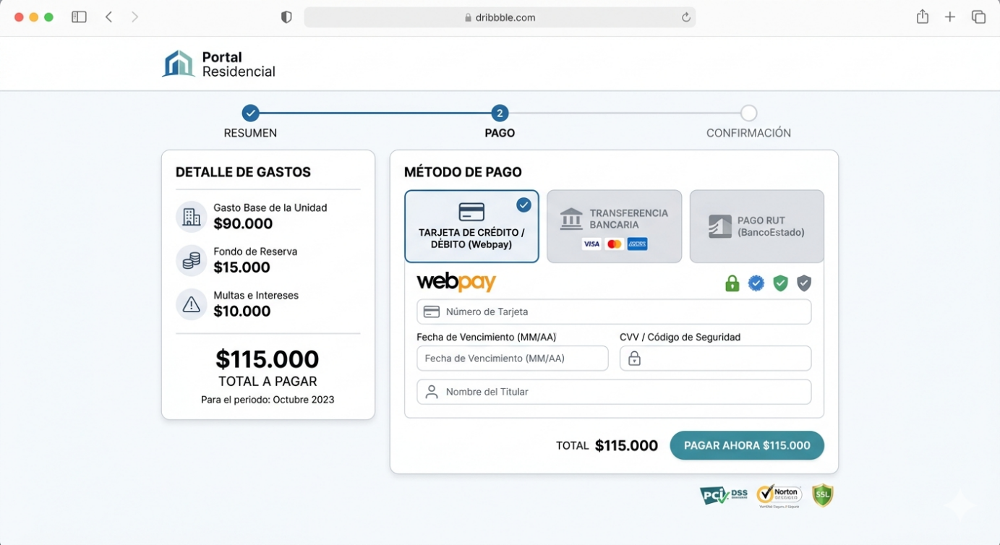 dribbble.com
Portal
Residencial
2
RESUMEN
PAGO
CONFIRMACIÓN
DETALLE DE GASTOS
Gasto Base de la Unidad
$90.000
Fondo de Reserva
$15.000
Multas e Intereses
$10.000
$115.000
TOTAL A PAGAR
Para el periodo: Octubre 2023
MÉTODO DE PAGO
TARJETA DE CRÉDITO /
DÉBITO (Webpay)
TRANSFERENCIA
BANCARIA
VISA
PAGO RUT
(BancoEstado)
webpay
Número de Tarjeta
Fecha de Vencimiento (MM/AA)
CVV / Código de Seguridad
Fecha de Vencimiento (MM/AA)
Nombre del Titular
TOTAL $115.000
PAGAR AHORA $115.000
PCI DSS
Norton
SSL